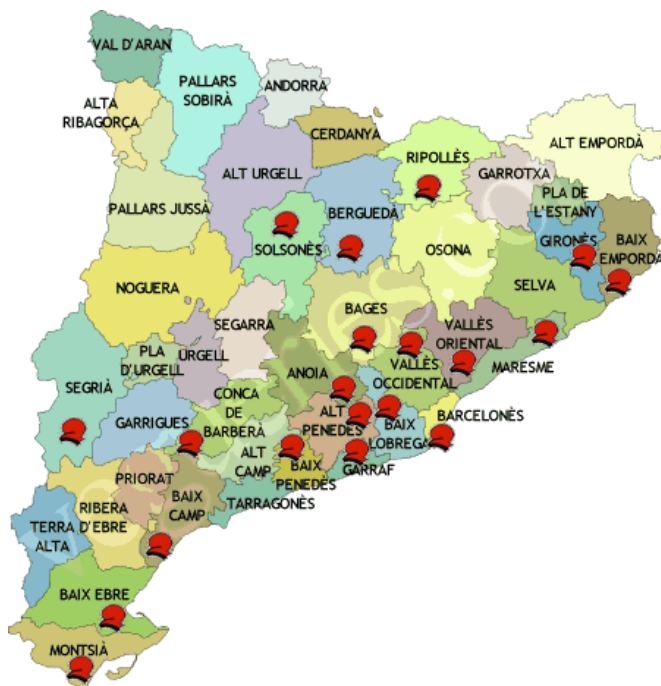 VAL D'ARAN
PALLARS
SOBIRÀ
ANDORRA
ALTA
RIBAGORÇA
CERDANYA
RIPOLLÈS
ALT EMPORDÀ
ALT URGELL
GARROTXA
PLA DE
L'ESTANY
PALLARS JUSSÀ
BERGUEDÀ
GIRONÈS
BAIX
EMPORDÀ
SOLSONÈS
OSONA
NOGUERA
SELVA
SEGARRA
BAGES
VALLÈS
ORIENTAL
PLA
D'URGELL
URGELL
VALLÈS
OCCIDENTAL
MARESME
SEGRIÀ
ANOIA
CONCA
DE
BARBERÀ
GARRIGUES
ALT
PENEDÈS
BARCELONÈS
BAIX
LOBREGA
ALT
CAMP
GARRAF
BAIX
PENEDÈS
PRIORAT
BAIX
CAMP
TARRAGONÈS
RIBERA
D'EBRE
TERRA
ALTA
BAIX EBRE
MONTSIÀ